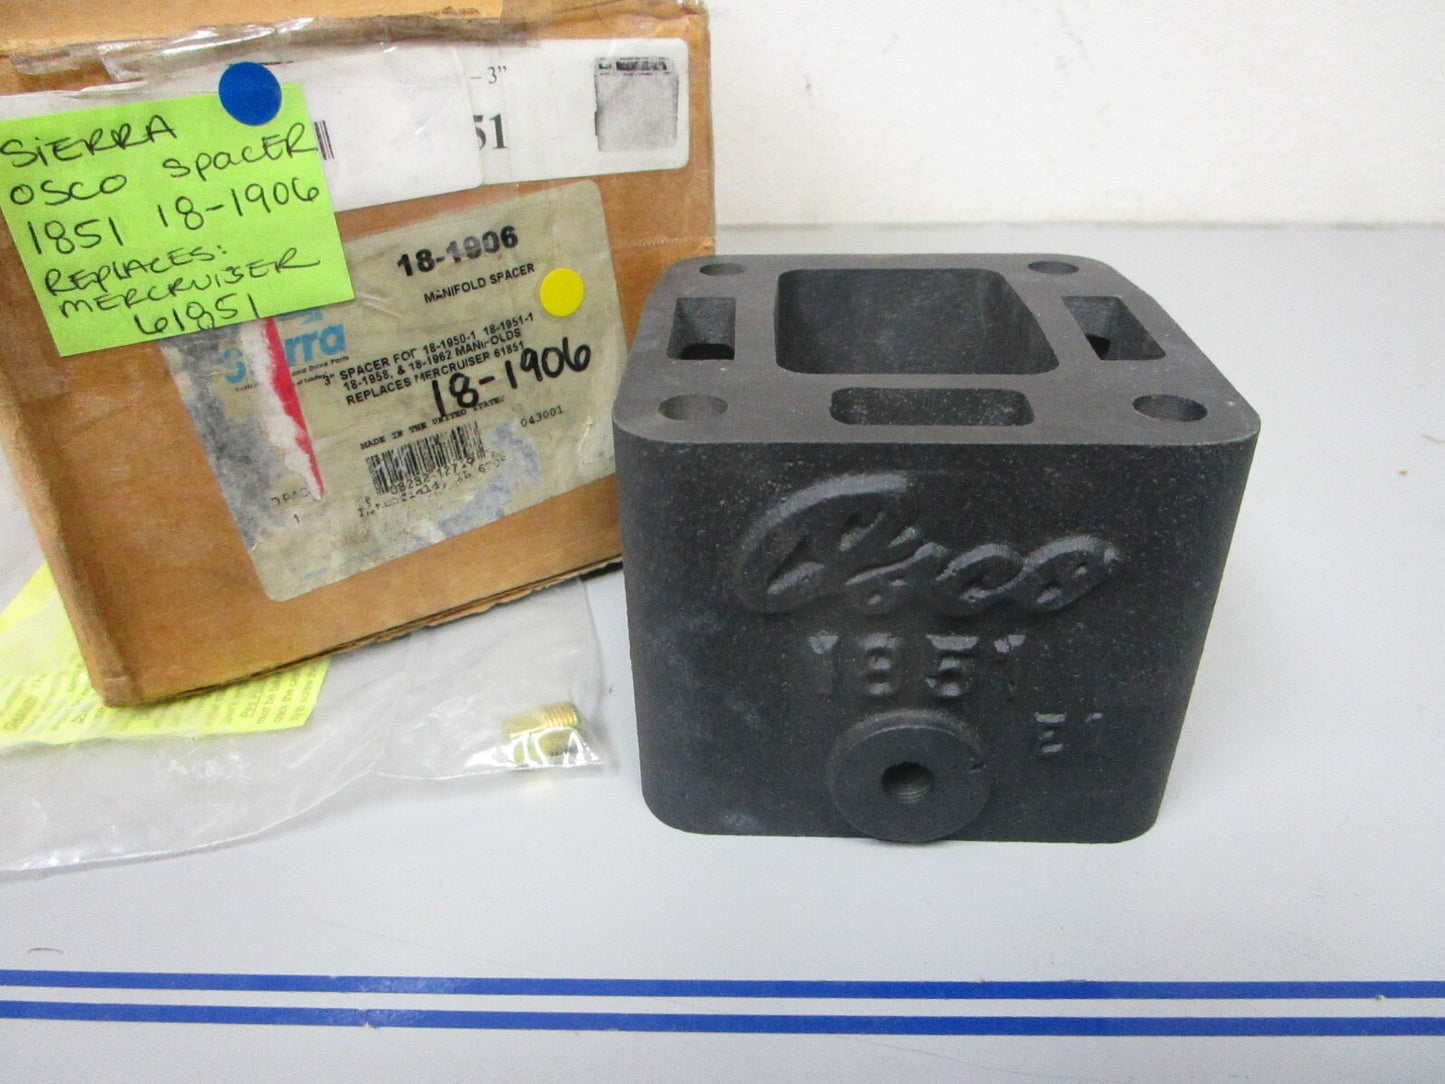 SiERRA
OSCO SPACER
1851 18-1906
REPLACES:
MERCRUISER
61851
– 3"
51
18-1906
MANIFOLD SPACER
3" SPACER FOR 18-1950-1, 18-1951-1
18-1958, & 18-1962 MANIFOLDS
REPLACES MERCRUISER 61851
18-1906
MADE IN THE UNITED STATES
043001
1
Osco
1851
E1